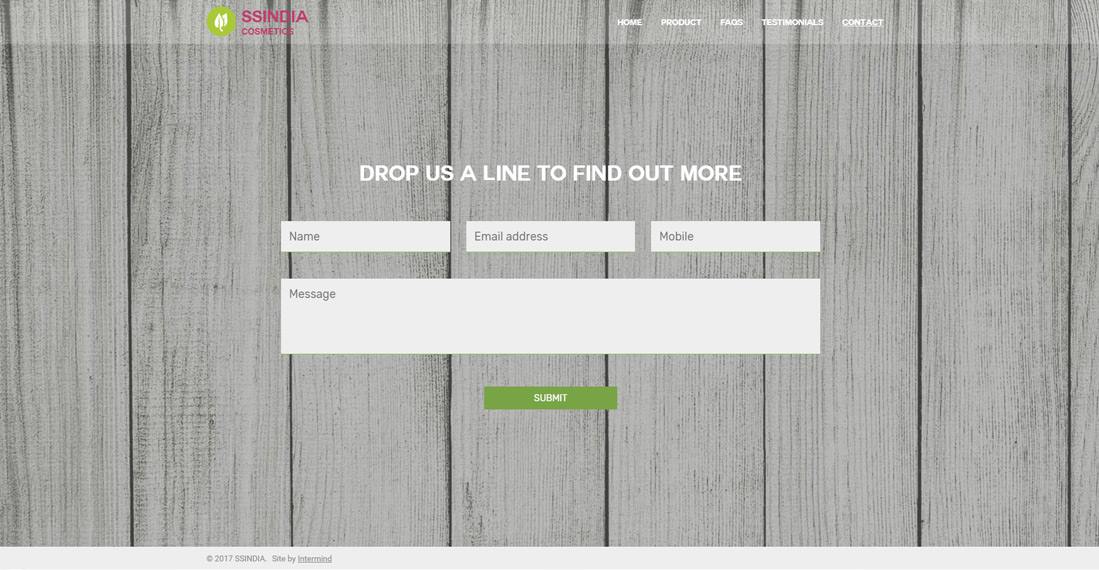 SSINDIA
COSMETICS
HOME PRODUCT FAQS TESTIMONIALS CONTACT
DROP US A LINE TO FIND OUT MORE
Name Email address Mobile
Message
SUBMIT
© 2017 SSINDIA. Site by Intermind